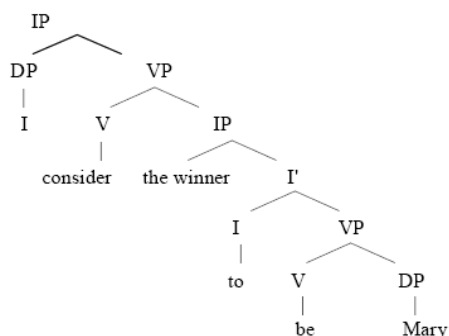 IP
DP VP
I V IP
consider the winner I'
I VP
to V DP
be Mary